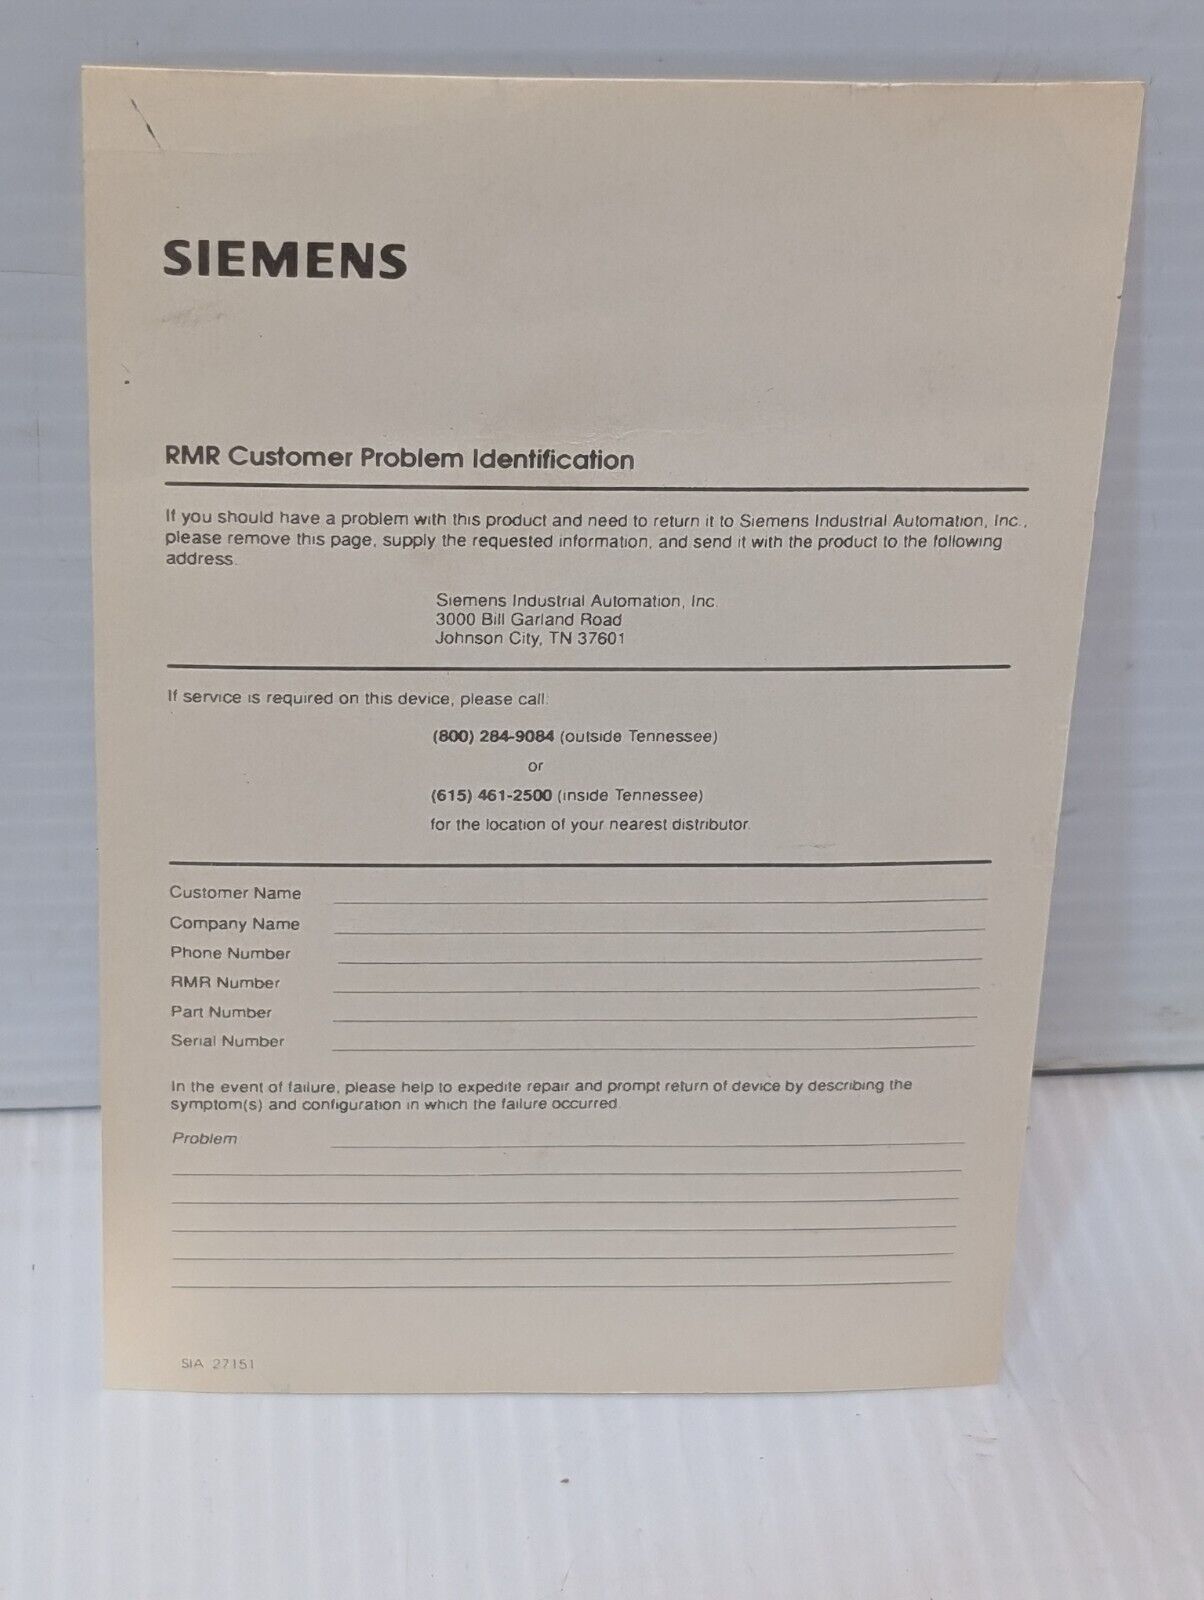 SIEMENS
RMR Customer Problem Identification
If you should have a problem with this product and need to return it to Siemens Industrial Automation, Inc.,
please remove this page, supply the requested information, and send it with the product to the following
address.
Siemens Industrial Automation, Inc.
3000 Bill Garland Road
Johnson City, TN 37601
If service is required on this device, please call:
(800) 284-9084 (outside Tennessee)
or
(615) 461-2500 (inside Tennessee)
for the location of your nearest distributor.
Customer Name
Company Name
Phone Number
RMR Number
Part Number
Serial Number
In the event of failure, please help to expedite repair and prompt return of device by describing the
symptom(s) and configuration in which the failure occurred.
Problem
SIA 27151